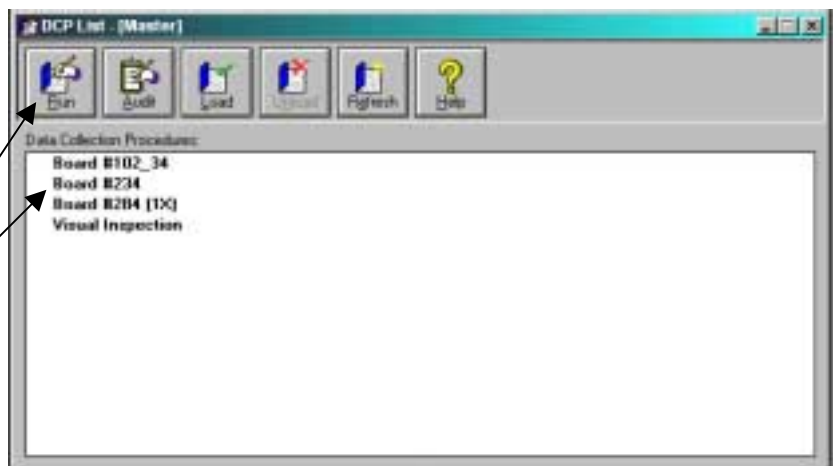 DCP List - [Master]
Run Audit Load Unload Refresh Help
Data Collection Procedures:
Board #102_34
Board #234
Board #284 (1X)
Visual Inspection